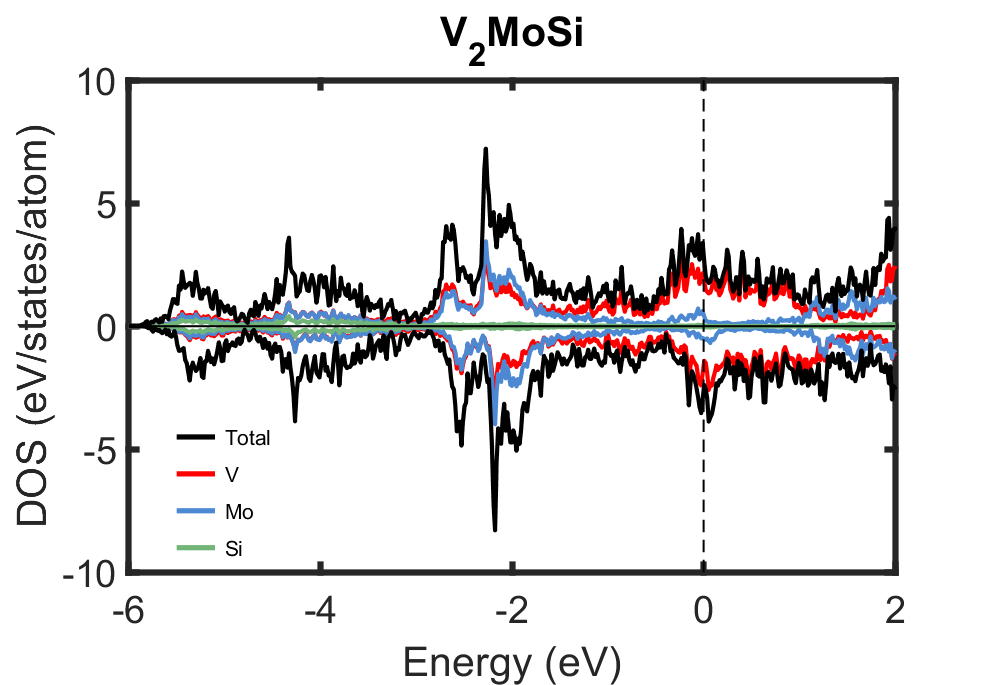 V₂MoSi
DOS (eV/states/atom)
10
5
0
-5
-10
Total
V
Mo
Si
-6 -4 -2 0 2
Energy (eV)